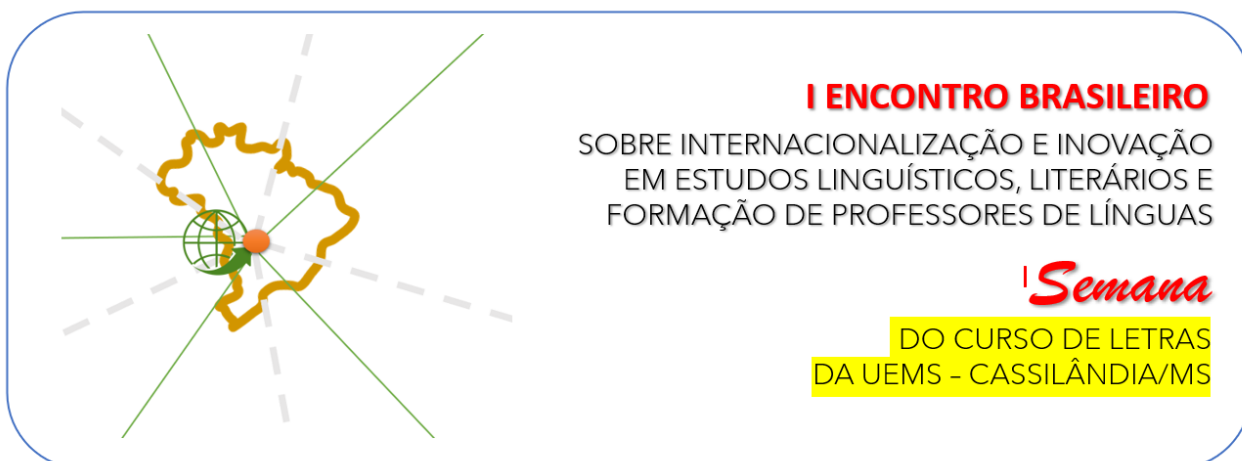 I ENCONTRO BRASILEIRO
SOBRE INTERNACIONALIZAÇÃO E INOVAÇÃO
EM ESTUDOS LINGUÍSTICOS, LITERÁRIOS E
FORMAÇÃO DE PROFESSORES DE LÍNGUAS
I Semana
DO CURSO DE LETRAS
DA UEMS – CASSILÂNDIA/MS